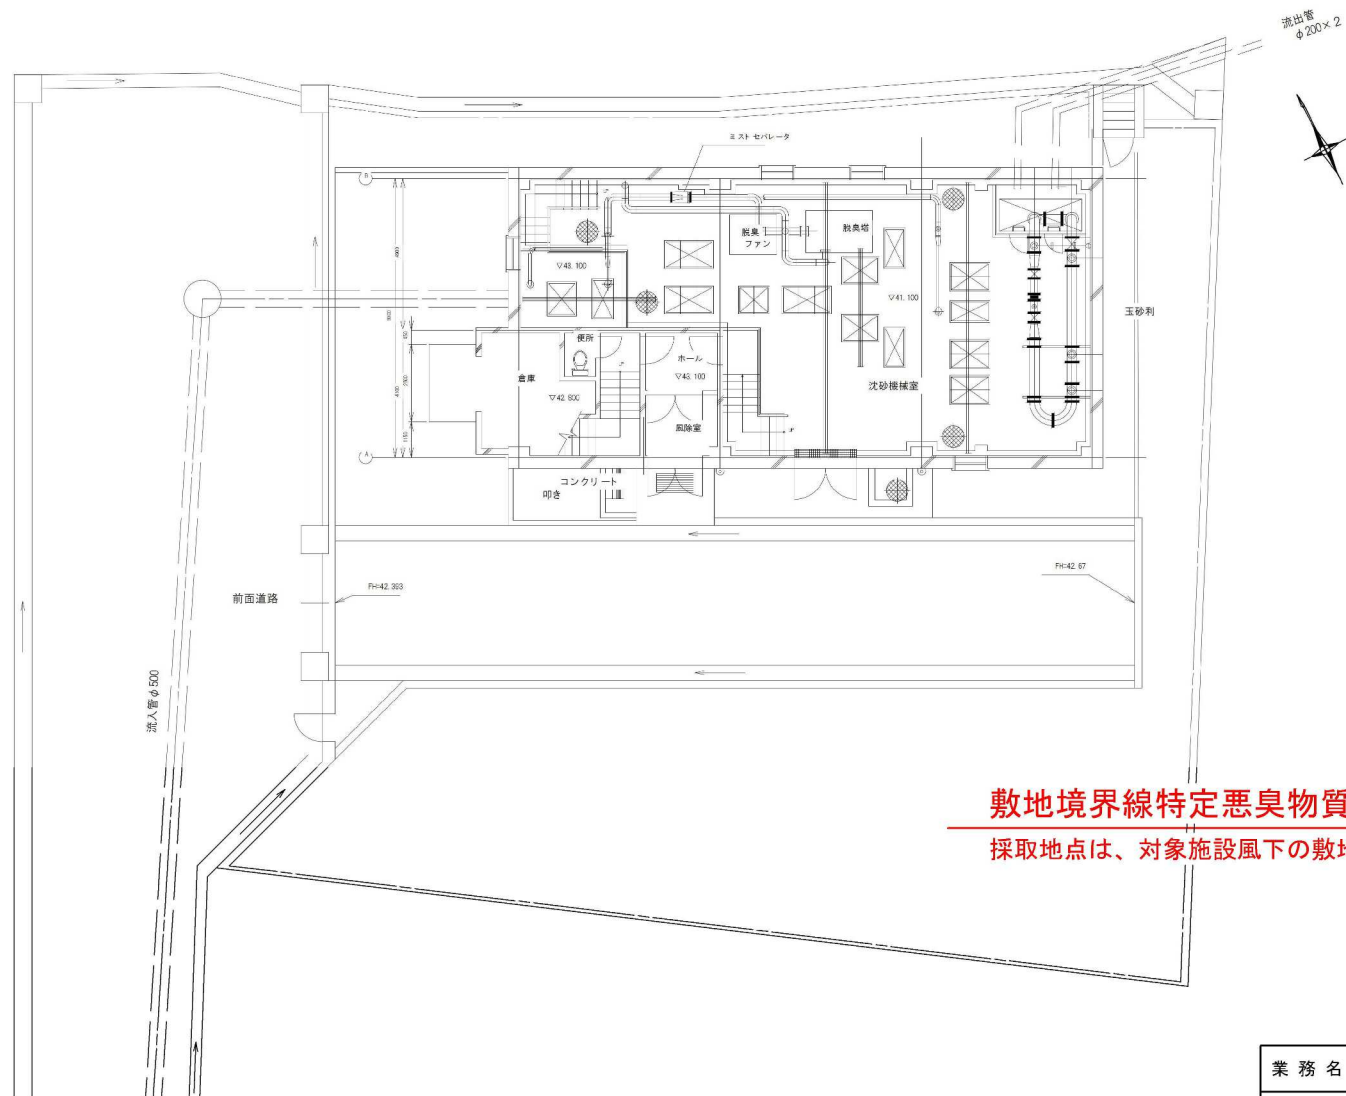 流出管
φ200×2
ミストセパレータ
B
脱臭
ファン
脱臭塔
▽43.100
▽41.100
玉砂利
便所
ホール
▽43.100
倉庫
▽42.600
沈砂機械室
風除室
A
コンクリート
叩き
FH=42.393
FH=42.67
前面道路
流入管φ500
敷地境界線特定悪臭物質
採取地点は、対象施設風下の敷地
業務名